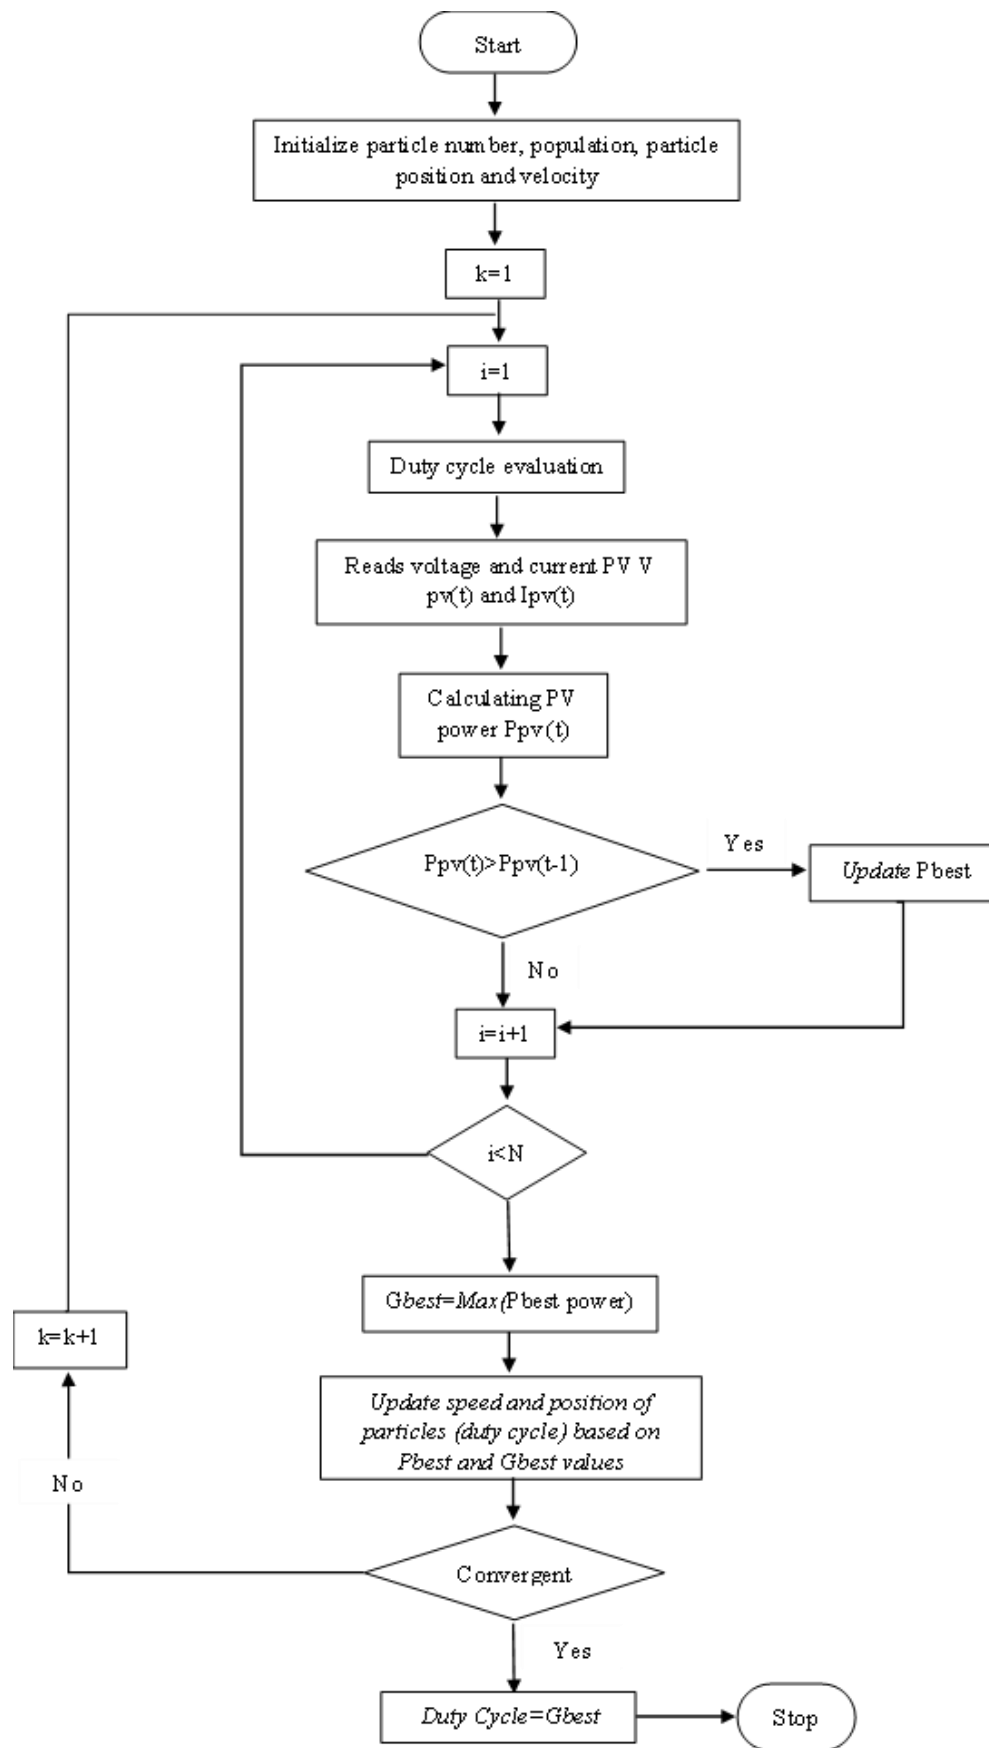 Start
Initialize particle number, population, particle
position and velocity
k=1
i=1
Duty cycle evaluation
Reads voltage and current PV V
pv(t) and Ipv(t)
Calculating PV
power Ppv(t)
Ppv(t)>Ppv(t-1)
Yes
Update Pbest
No
i=i+1
i<N
Gbest=Max(Pbest power)
k=k+1
Update speed and position of
particles (duty cycle) based on
Pbest and Gbest values
No
Convergent
Yes
Duty Cycle=Gbest
Stop